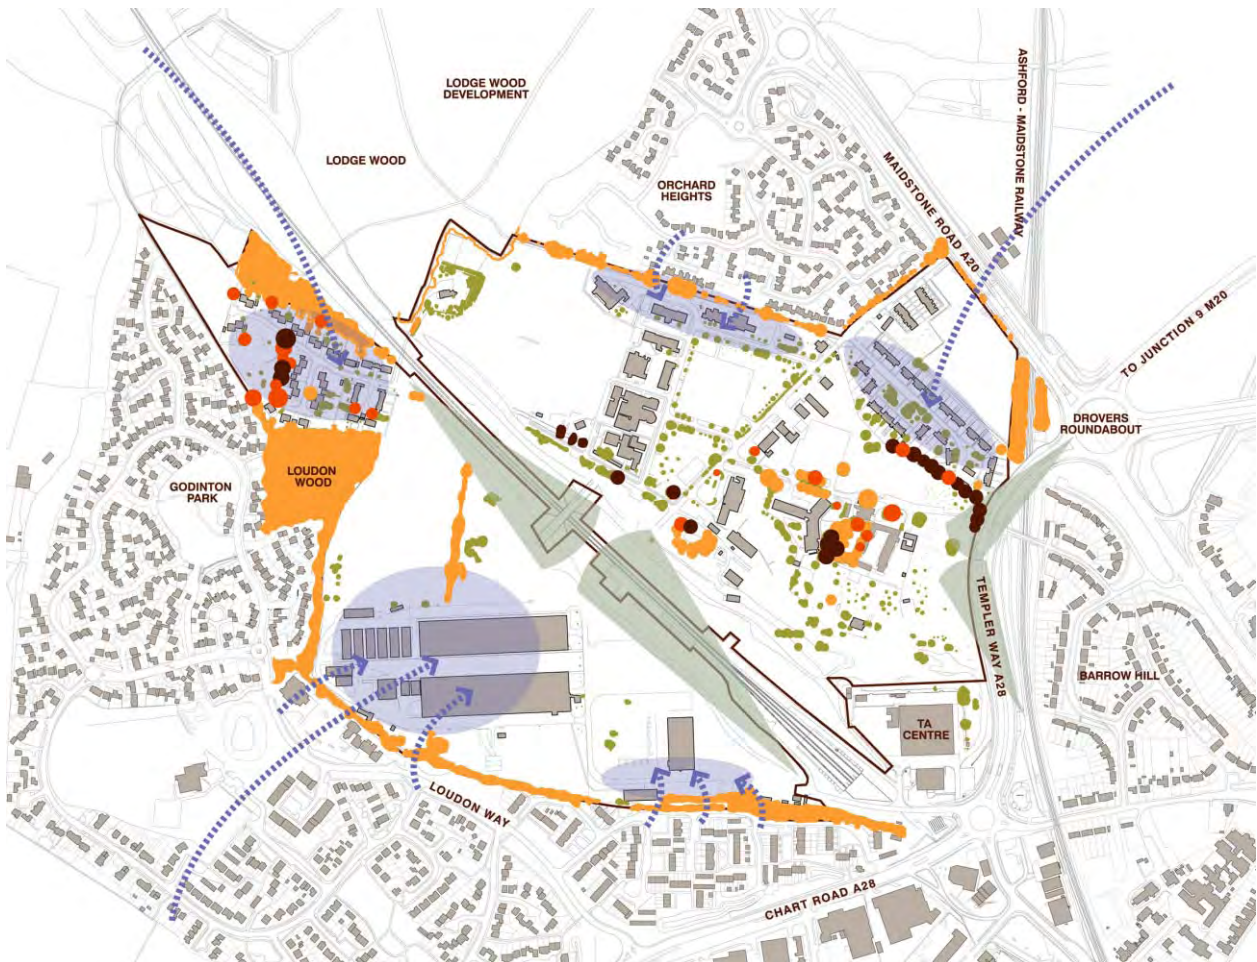 LODGE WOOD
DEVELOPMENT
LODGE WOOD
ORCHARD
HEIGHTS
MAIDSTONE ROAD A20
ASHFORD - MAIDSTONE RAILWAY
TO JUNCTION 9 M20
DROVERS
ROUNDABOUT
LOUDON
WOOD
GODINTON
PARK
TEMPLER WAY A28
BARROW HILL
TA
CENTRE
LOUDON WAY
CHART ROAD A28